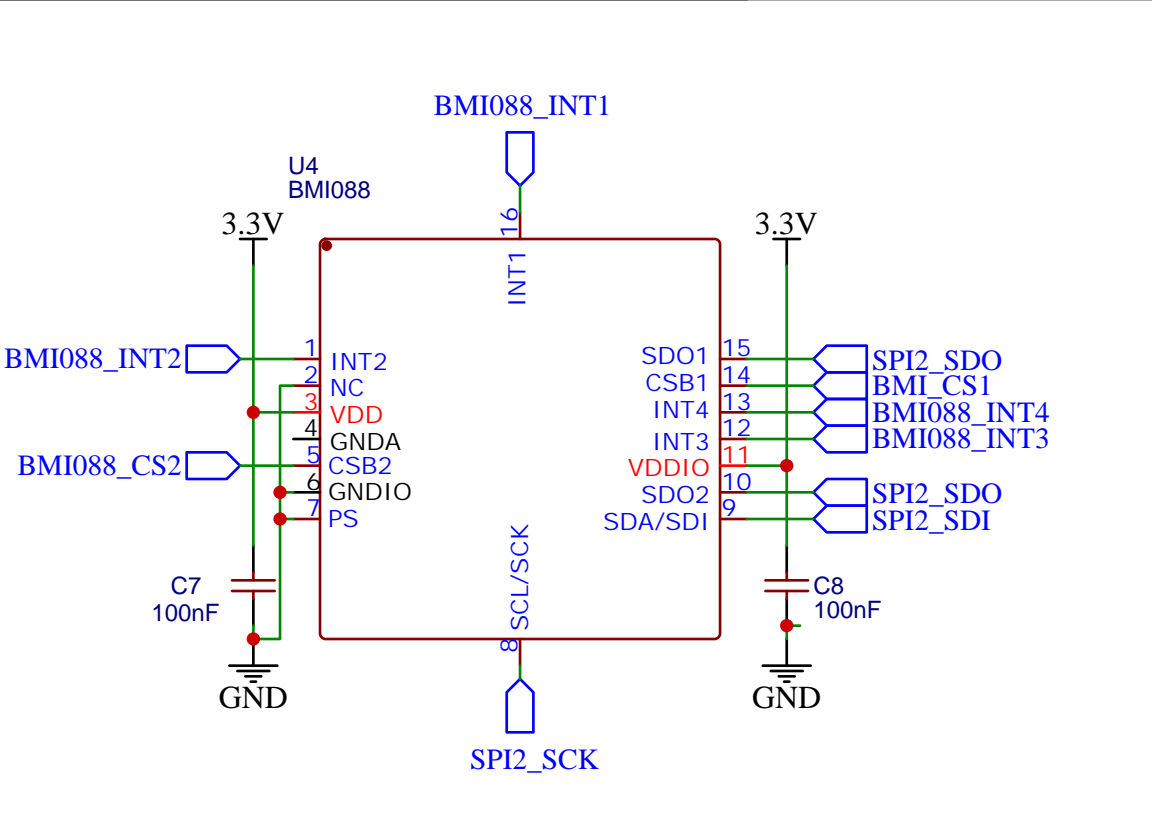 BMI088_INT1
U4
BMI088
3.3V
3.3V
16
INT1
BMI088_INT2
1
INT2
2
NC
3
VDD
4
GNDA
BMI088_CS2
5
CSB2
6
GNDIO
7
PS
SDO1
15
SPI2_SDO
CSB1
14
BMI_CS1
INT4
13
BMI088_INT4
INT3
12
BMI088_INT3
VDDIO
11
SDO2
10
SPI2_SDO
SDA/SDI
9
SPI2_SDI
SCL/SCK
8
C7
100nF
C8
100nF
GND
GND
SPI2_SCK